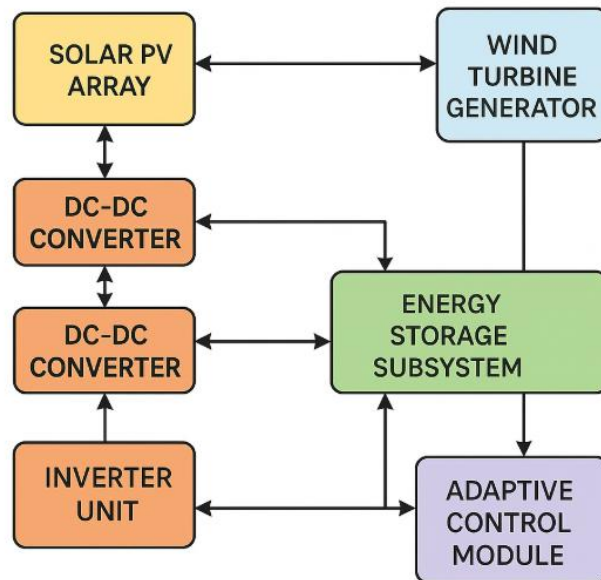 SOLAR PV
ARRAY
WIND
TURBINE
GENERATOR
DC-DC
CONVERTER
DC-DC
CONVERTER
ENERGY
STORAGE
SUBSYSTEM
INVERTER
UNIT
ADAPTIVE
CONTROL
MODULE